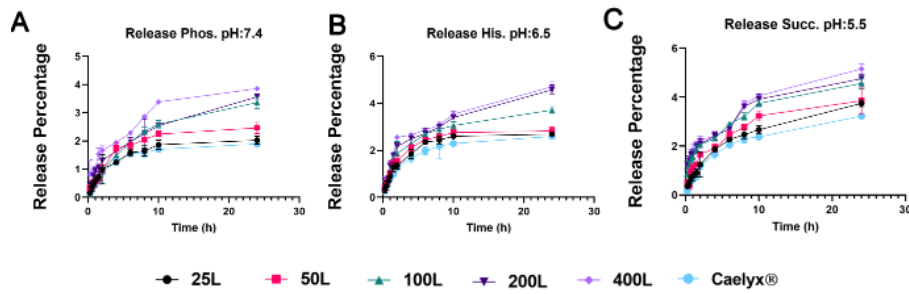 A
Release Phos. pH:7.4
Release Percentage
5
4
3
2
1
0
0
10
20
30
Time (h)
B
Release His. pH:6.5
Release Percentage
6
4
2
0
0
10
20
30
Time (h)
C
Release Succ. pH:5.5
Release Percentage
6
4
2
0
0
10
20
30
Time (h)
25L
50L
100L
200L
400L
Caelyx®